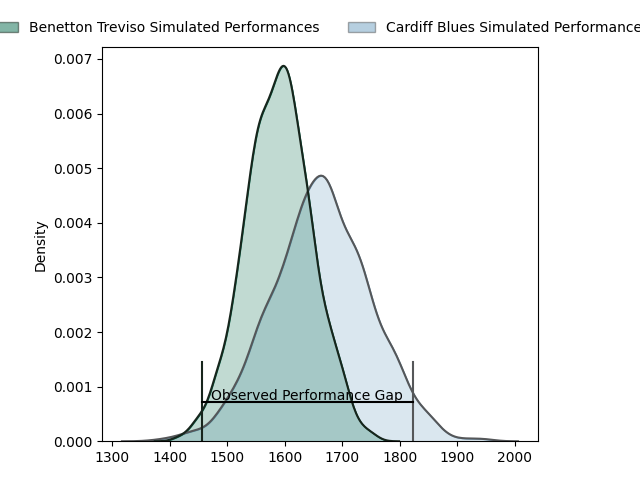 Benetton Treviso Simulated Performances
Cardiff Blues Simulated Performance
0.007
0.006
0.005
0.004
0.003
0.002
0.001
0.000
Density
Observed Performance Gap
1300 1400 1500 1600 1700 1800 1900 2000